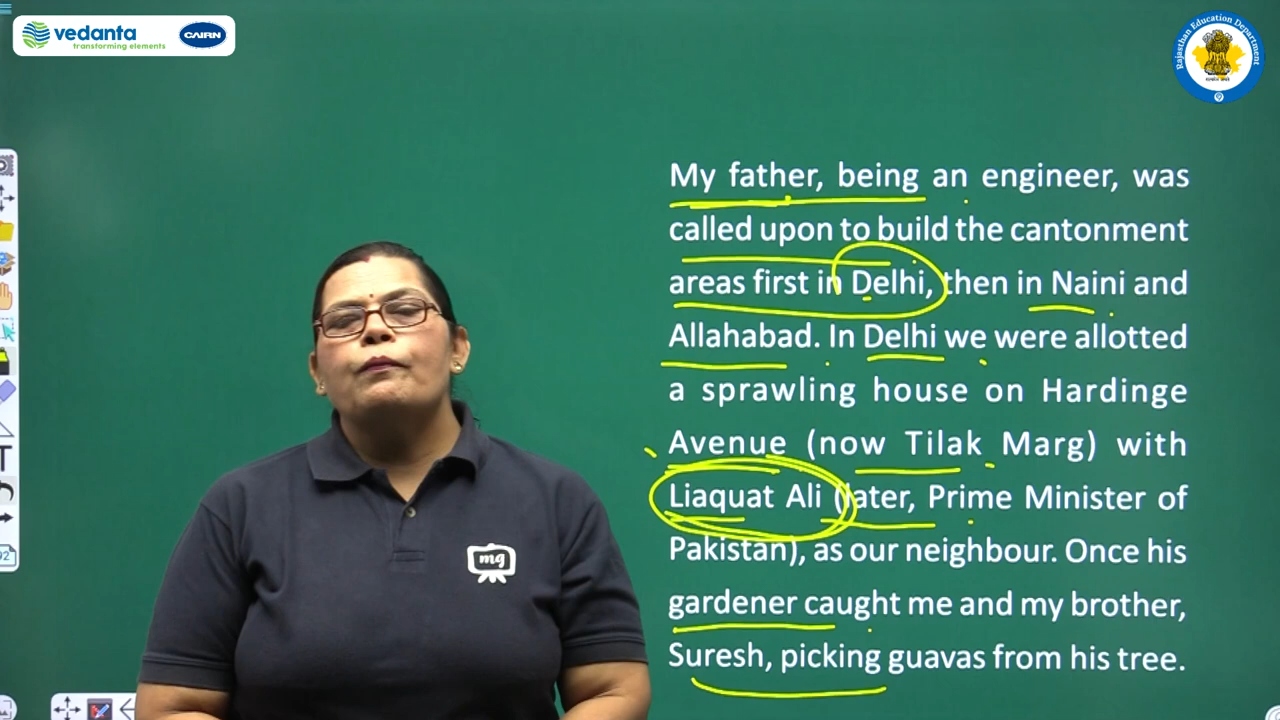 vedanta
transforming elements
CAIRN
Rajasthan Education Department
My father, being an engineer, was
called upon to build the cantonment
areas first in Delhi, then in Naini and
Allahabad. In Delhi we were allotted
a sprawling house on Hardinge
Avenue (now Tilak Marg) with
Liaquat Ali (later, Prime Minister of
Pakistan), as our neighbour. Once his
gardener caught me and my brother,
Suresh, picking guavas from his tree.
mg